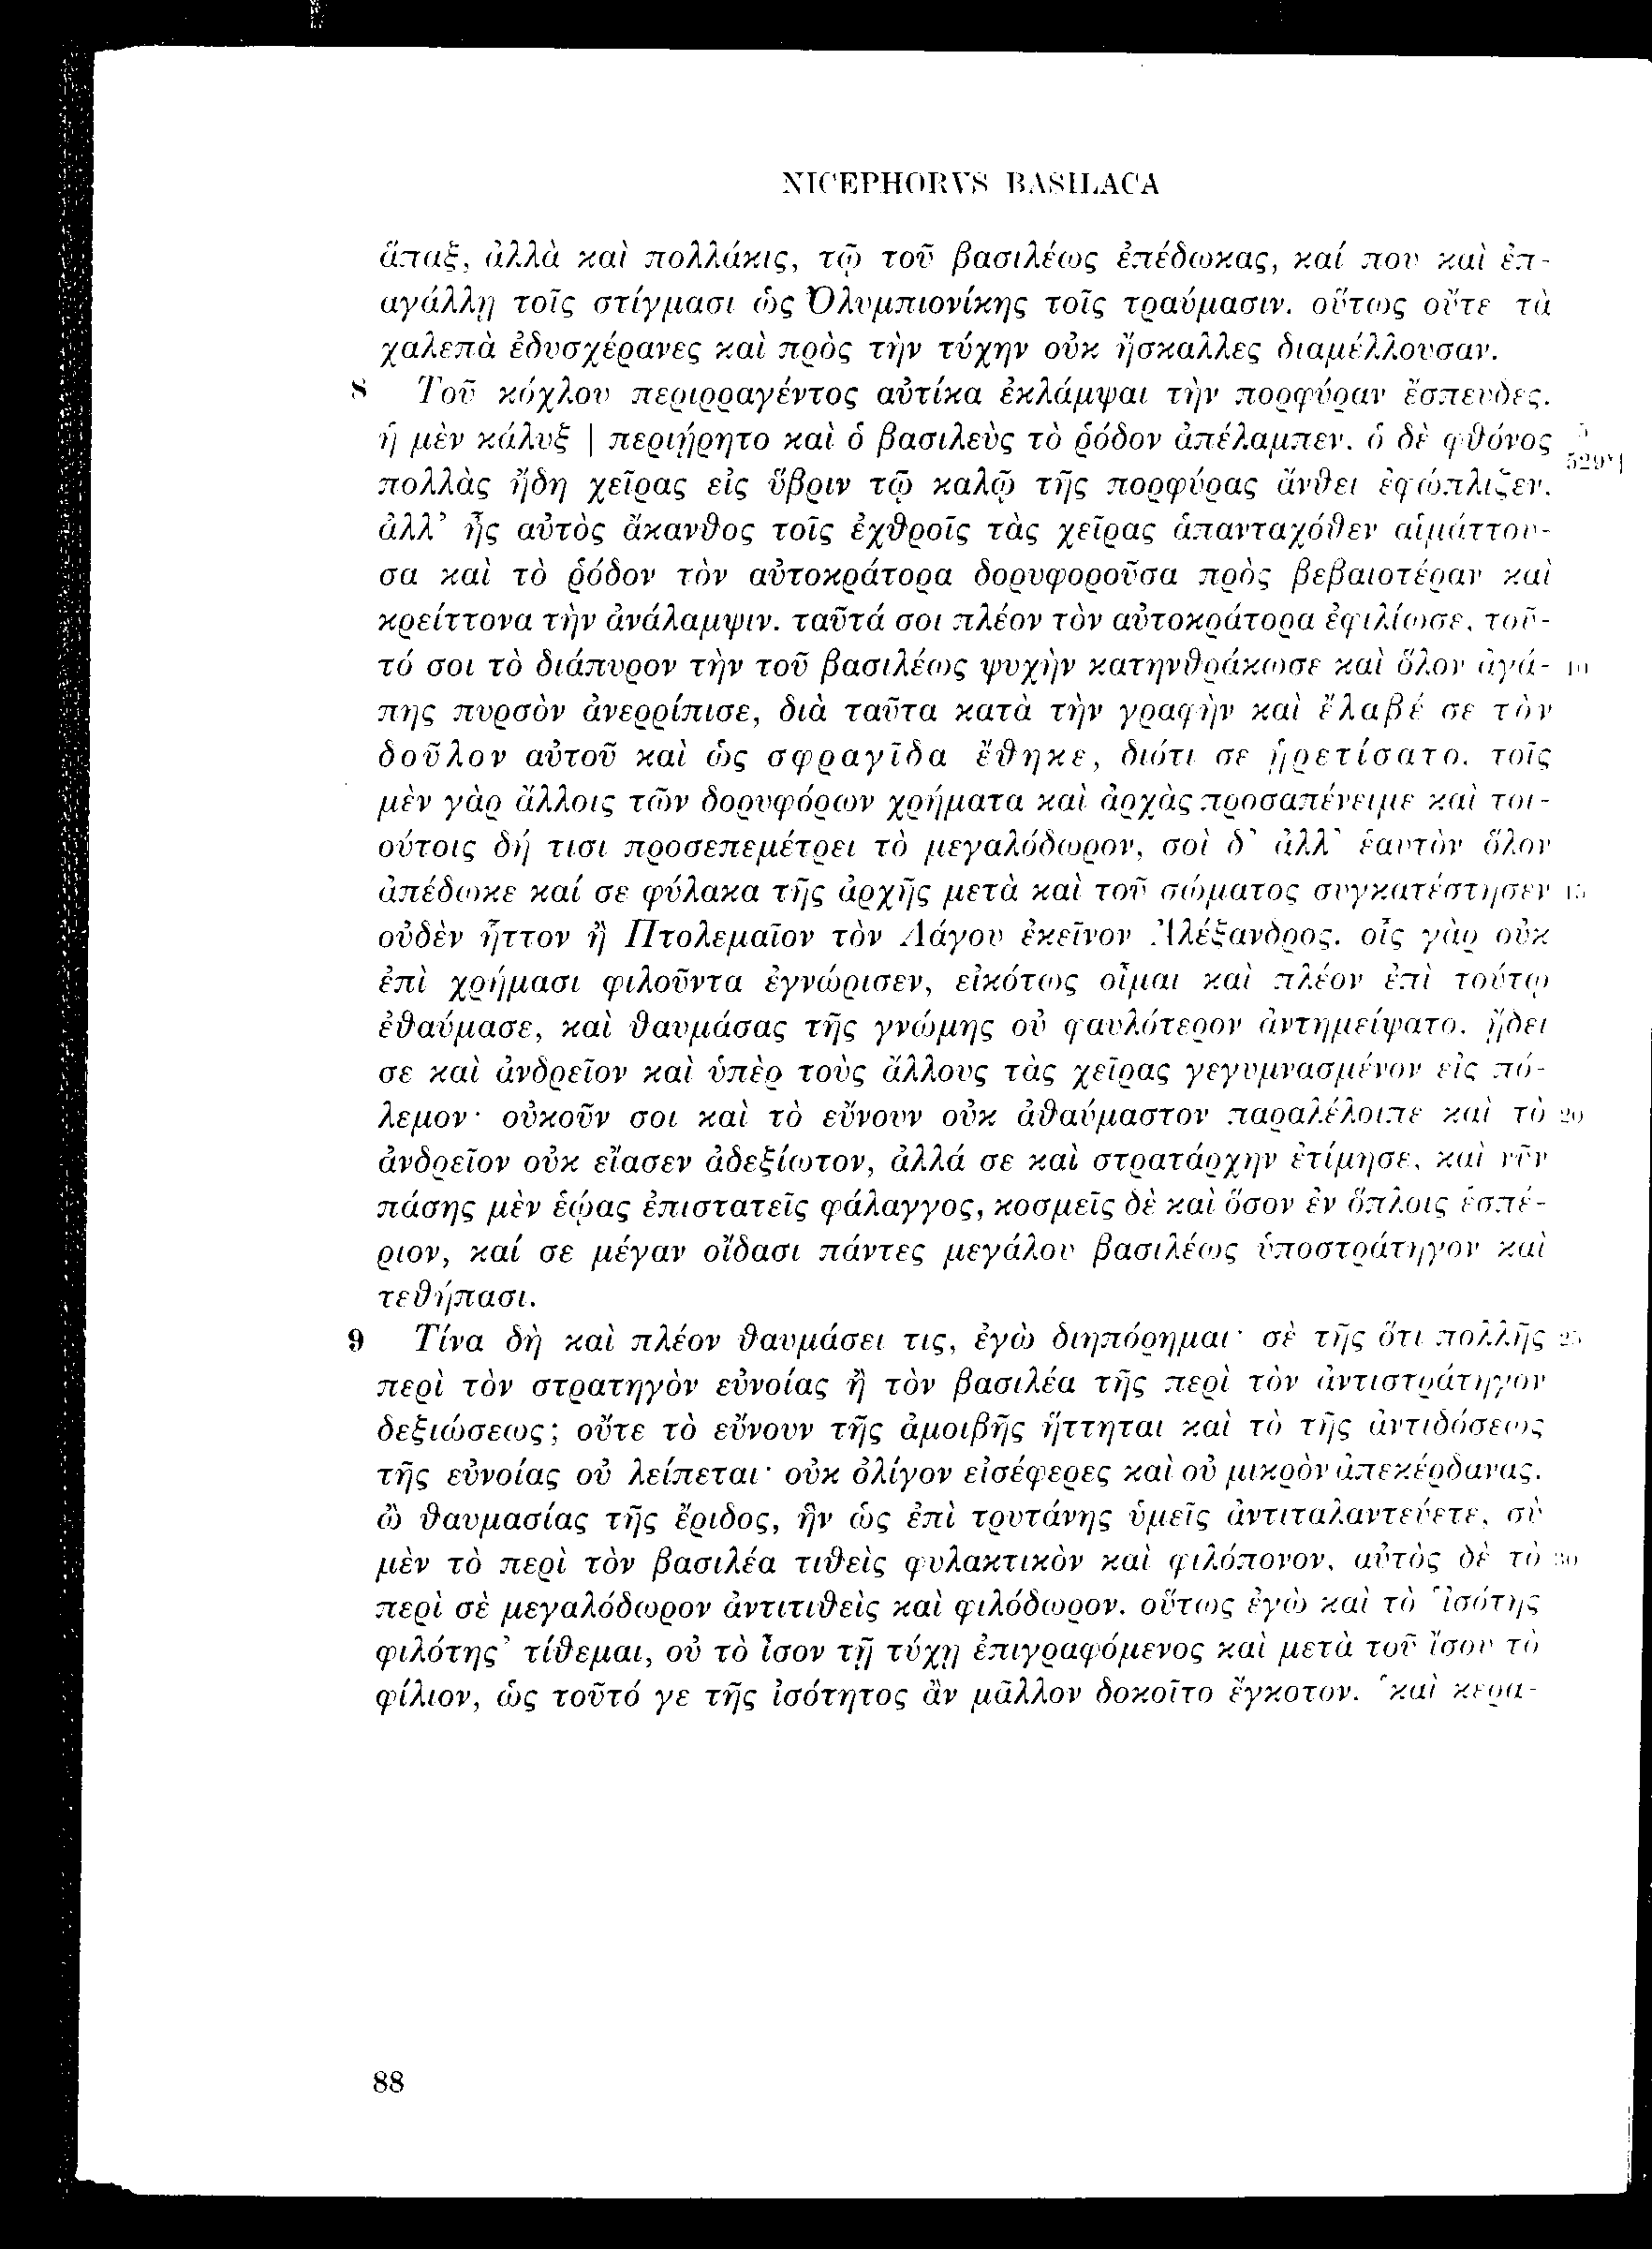 NICEPHORVS BASILACA
ἅπαξ, ἀλλὰ καὶ πολλάκις, τῷ τοῦ βασιλέως ἐπέδωκας, καί που καὶ ἐπ-
αγάλλῃ τοῖς στίγμασι ὡς Ὀλυμπιονίκης τοῖς τραύμασιν. οὕτως οὔτε τὰ
χαλεπὰ ἐδυσχέρανες καὶ πρὸς τὴν τύχην οὐκ ἤσκαλλες διαμέλλουσαν.
8 Τοῦ κόχλου περιρραγέντος αὐτίκα ἐκλάμψαι τὴν πορφύραν ἔσπευδες.
ἡ μὲν κάλυξ | περιῄρητο καὶ ὁ βασιλεὺς τὸ ῥόδον ἀπέλαμπεν. ὁ δὲ φθόνος 5 529ᵛ|
πολλὰς ἤδη χεῖρας εἰς ὕβριν τῷ καλῷ τῆς πορφύρας ἄνθει ἐφώπλιζεν.
ἀλλ' ἦς αὐτὸς ἄκανθος τοῖς ἐχθροῖς τὰς χεῖρας ἁπανταχόθεν αἱμάττου-
σα καὶ τὸ ῥόδον τὸν αὐτοκράτορα δορυφοροῦσα πρὸς βεβαιοτέραν καὶ
κρείττονα τὴν ἀνάλαμψιν. ταῦτά σοι πλέον τὸν αὐτοκράτορα ἐφιλίωσε, τοῦ-
τό σοι τὸ διάπυρον τὴν τοῦ βασιλέως ψυχὴν κατηνθράκωσε καὶ ὅλον ἀγά- 10
πης πυρσὸν ἀνερρίπισε, διὰ ταῦτα κατὰ τὴν γραφὴν καὶ ἔλαβέ σε τὸν
δοῦλον αὐτοῦ καὶ ὡς σφραγῖδα ἔθηκε, διότι σε ᾑρετίσατο. τοῖς
μὲν γὰρ ἄλλοις τῶν δορυφόρων χρήματα καὶ ἀρχὰς προσαπένειμε καὶ τοι-
ούτοις δή τισι προσεπεμέτρει τὸ μεγαλόδωρον, σοὶ δ' ἀλλ' ἑαυτὸν ὅλον
ἀπέδωκε καί σε φύλακα τῆς ἀρχῆς μετὰ καὶ τοῦ σώματος συγκατέστησεν 15
οὐδὲν ἧττον ἢ Πτολεμαῖον τὸν Λάγου ἐκεῖνον Ἀλέξανδρος. οἷς γὰρ οὐκ
ἐπὶ χρήμασι φιλοῦντα ἐγνώρισεν, εἰκότως οἶμαι καὶ πλέον ἐπὶ τούτῳ
ἐθαύμασε, καὶ θαυμάσας τῆς γνώμης οὐ φαυλότερον ἀντημείψατο. ᾔδει
σε καὶ ἀνδρεῖον καὶ ὑπὲρ τοὺς ἄλλους τὰς χεῖρας γεγυμνασμένον εἰς πό-
λεμον· οὐκοῦν σοι καὶ τὸ εὔνουν οὐκ ἀθαύμαστον παραλέλοιπε καὶ τὸ 20
ἀνδρεῖον οὐκ εἴασεν ἀδεξίωτον, ἀλλά σε καὶ στρατάρχην ἐτίμησε, καὶ νῦν
πάσης μὲν ἑῴας ἐπιστατεῖς φάλαγγος, κοσμεῖς δὲ καὶ ὅσον ἐν ὅπλοις ἑσπέ-
ριον, καί σε μέγαν οἴδασι πάντες μεγάλου βασιλέως ὑποστράτηγον καὶ
τεθήπασι.
9 Τίνα δὴ καὶ πλέον θαυμάσει τις, ἐγὼ διηπόρημαι· σὲ τῆς ὅτι πολλῆς 25
περὶ τὸν στρατηγὸν εὐνοίας ἢ τὸν βασιλέα τῆς περὶ τὸν ἀντιστράτηγον
δεξιώσεως; οὔτε τὸ εὔνουν τῆς ἀμοιβῆς ἥττηται καὶ τὸ τῆς ἀντιδόσεως
τῆς εὐνοίας οὐ λείπεται· οὐκ ὀλίγον εἰσέφερες καὶ οὐ μικρὸν ἀπεκέρδανας.
ὢ θαυμασίας τῆς ἔριδος, ἣν ὡς ἐπὶ τρυτάνης ὑμεῖς ἀντιταλαντεύετε, σὺ
μὲν τὸ περὶ τὸν βασιλέα τιθεὶς φυλακτικὸν καὶ φιλόπονον, αὐτὸς δὲ τὸ 30
περὶ σὲ μεγαλόδωρον ἀντιτιθεὶς καὶ φιλόδωρον. οὕτως ἐγὼ καὶ τὸ 'ἰσότης
φιλότης' τίθεμαι, οὐ τὸ ἶσον τῇ τύχῃ ἐπιγραφόμενος καὶ μετὰ τοῦ ἴσου τὸ
φίλιον, ὡς τοῦτό γε τῆς ἰσότητος ἂν μᾶλλον δοκοῖτο ἔγκοτον. 'καὶ κερα-
88